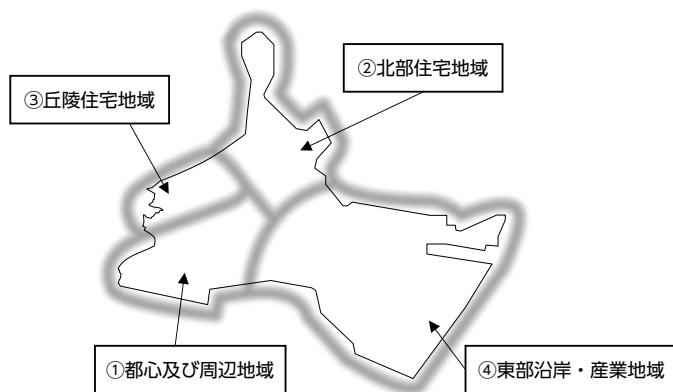 ②北部住宅地域
③丘陵住宅地域
①都心及び周辺地域
④東部沿岸・産業地域